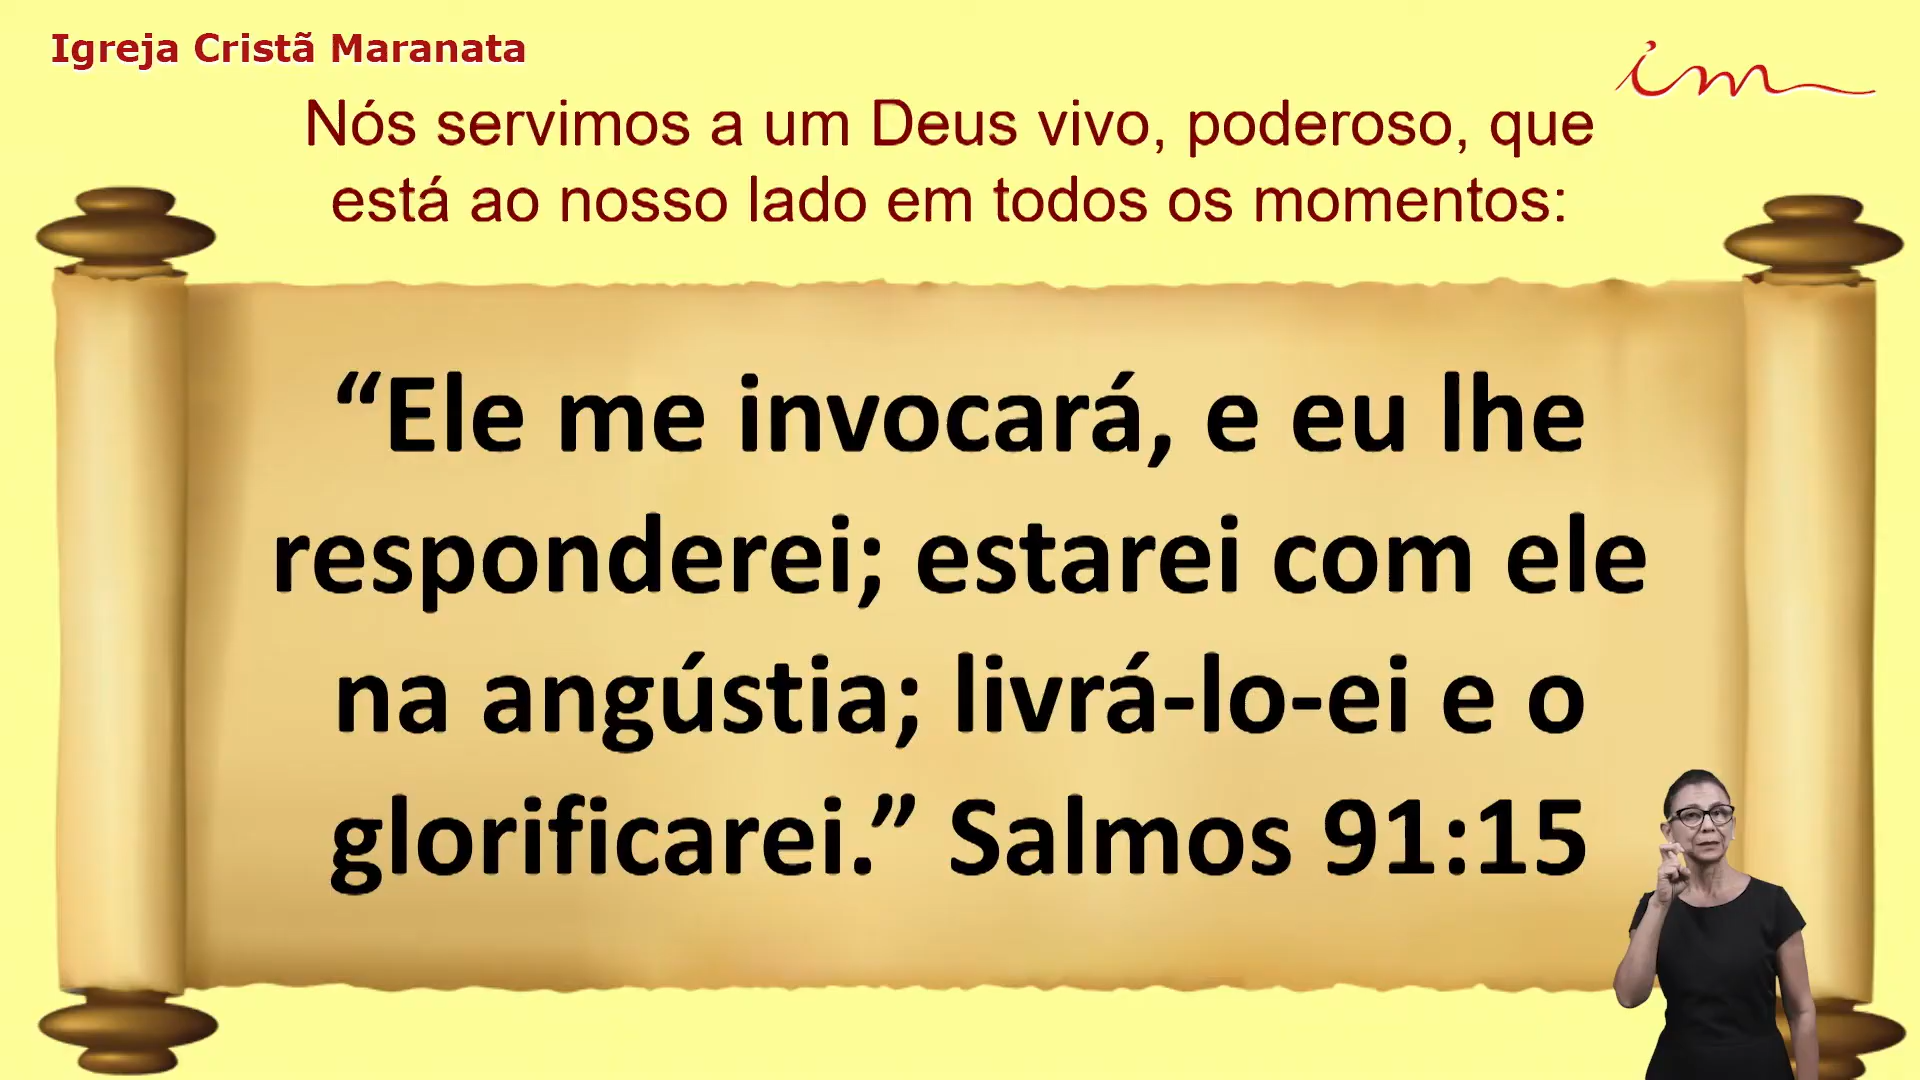 Igreja Cristã Maranata
im
Nós servimos a um Deus vivo, poderoso, que
está ao nosso lado em todos os momentos:
“Ele me invocará, e eu lhe
responderei; estarei com ele
na angústia; livrá-lo-ei e o
glorificarei.” Salmos 91:15